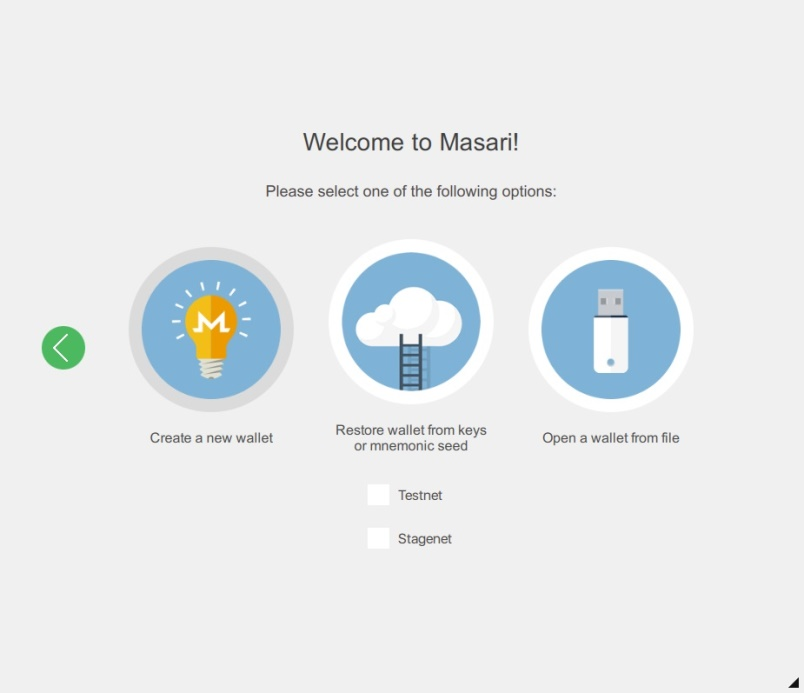 Welcome to Masari!
Please select one of the following options:
Create a new wallet
Restore wallet from keys
or mnemonic seed
Open a wallet from file
Testnet
Stagenet